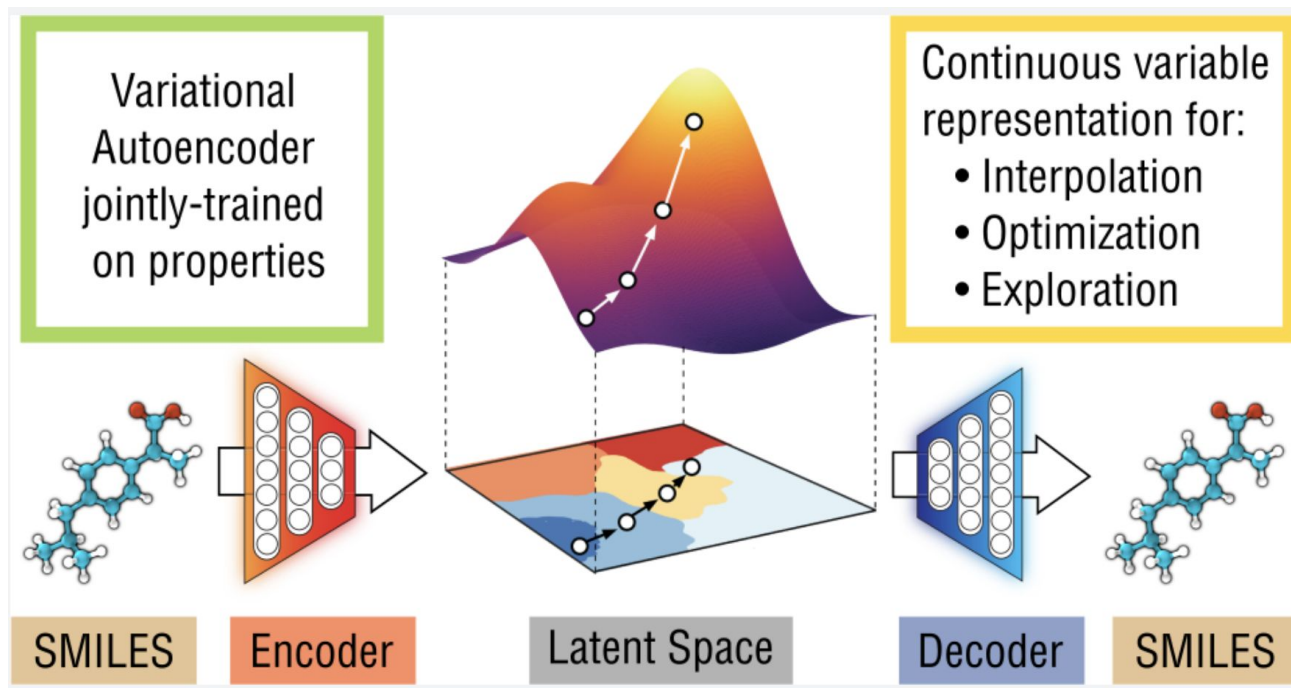 Variational
Autoencoder
jointly-trained
on properties
Continuous variable
representation for:
• Interpolation
• Optimization
• Exploration
SMILES
Encoder
Latent Space
Decoder
SMILES